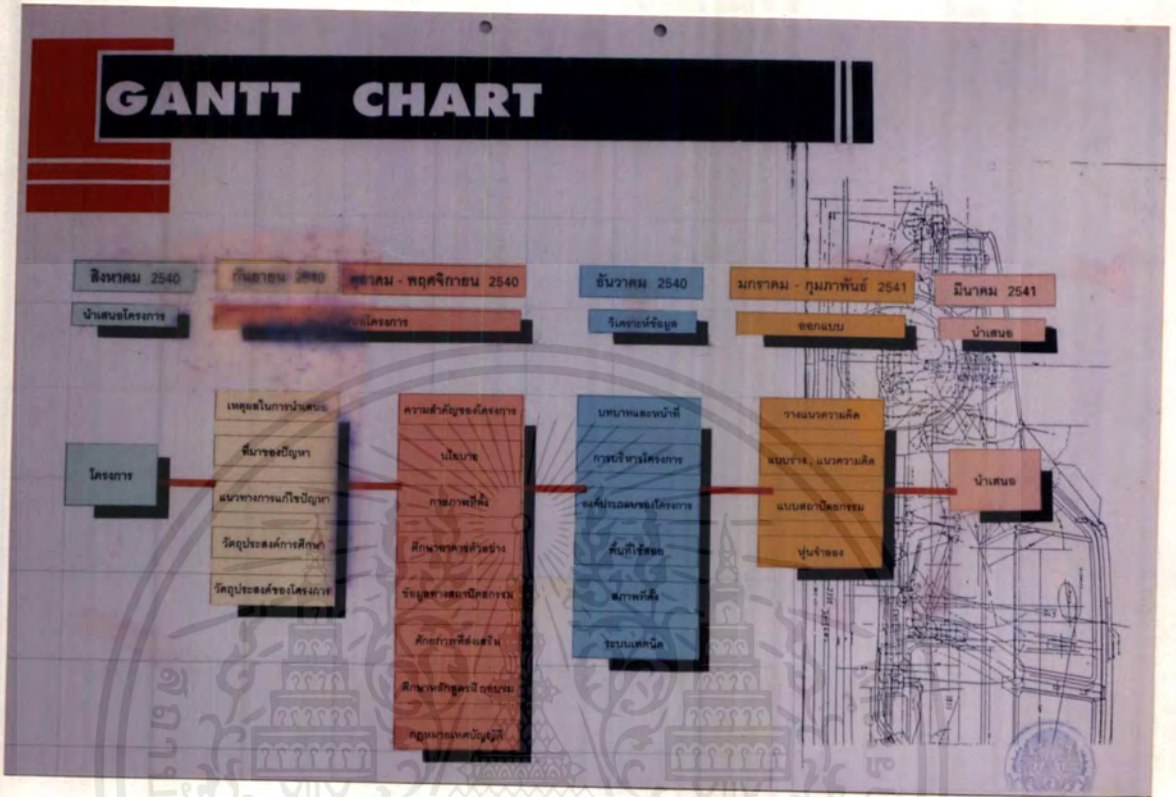 GANTT CHART
สิงหาคม 2540
กันยายน 2540
ตุลาคม - พฤศจิกายน 2540
ธันวาคม 2540
มกราคม - กุมภาพันธ์ 2541
มีนาคม 2541
นำเสนอโครงการ
โครงการ
วิเคราะห์ข้อมูล
ออกแบบ
นำเสนอ
โครงการ
เหตุผลในการนำเสนอ
ที่มาของปัญหา
แนวทางการแก้ไขปัญหา
วัตถุประสงค์การศึกษา
วัตถุประสงค์ของโครงการ
ความสำคัญของโครงการ
นโยบาย
กายภาพที่ตั้ง
ศึกษาอาคารตัวอย่าง
ข้อมูลทางสถาปัตยกรรม
ศักยภาพที่ส่งเสริม
ศึกษาหลักสูตรฝึกอบรม
กฎหมายเทศบัญญัติ
บทบาทและหน้าที่
การบริหารโครงการ
องค์ประกอบของโครงการ
พื้นที่ใช้สอย
สภาพที่ตั้ง
ระบบเทคนิค
วางแนวความคิด
แบบร่าง , แนวความคิด
แบบสถาปัตยกรรม
หุ่นจำลอง
นำเสนอ